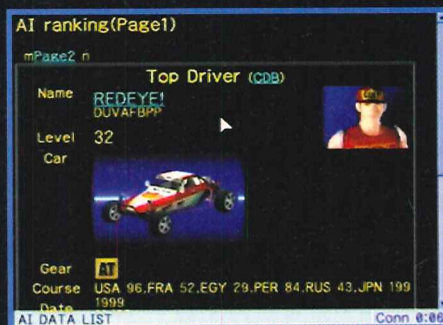 AI ranking(Page1)
mPage2 n
Top Driver (CDB)
Name REDEYE1
DUVAFBPP
Level 32
Car
Gear AT
Course USA 96,FRA 52,EGY 29,PER 84,RUS 43,JPN 199
Date 1999
AI DATA LIST Conn 0:06